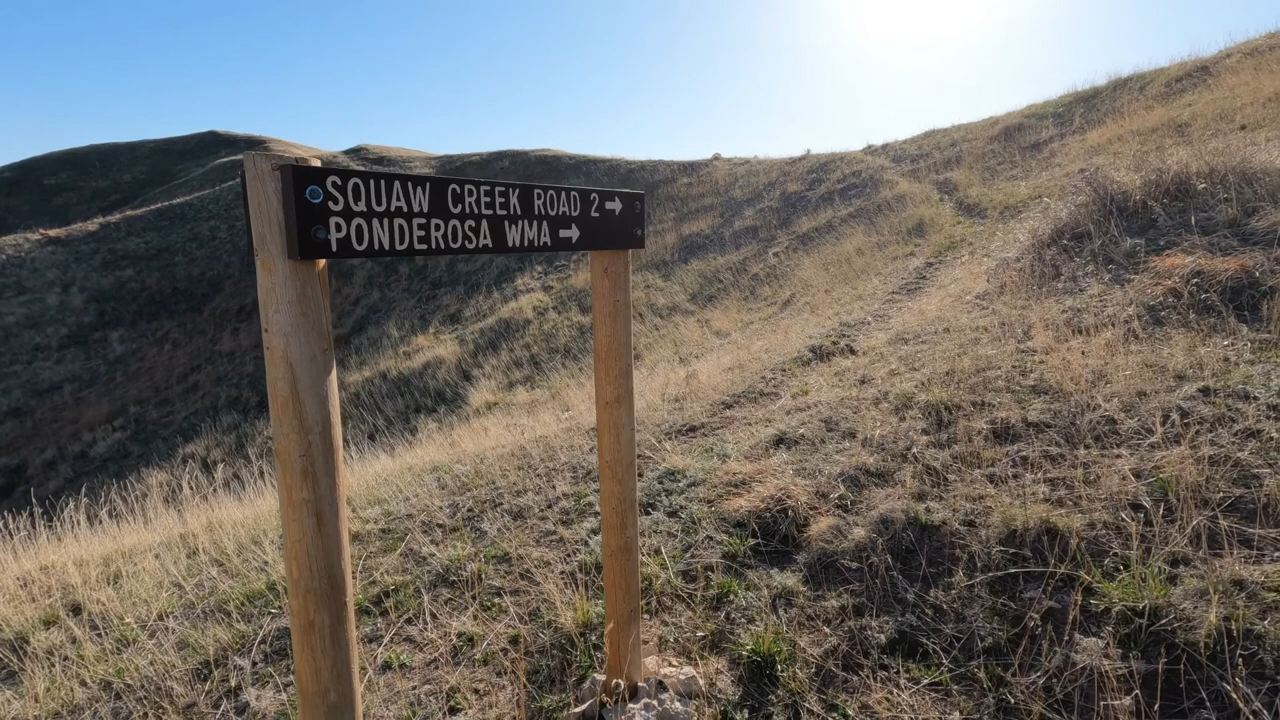 SQUAW CREEK ROAD 2 →
PONDEROSA WMA →